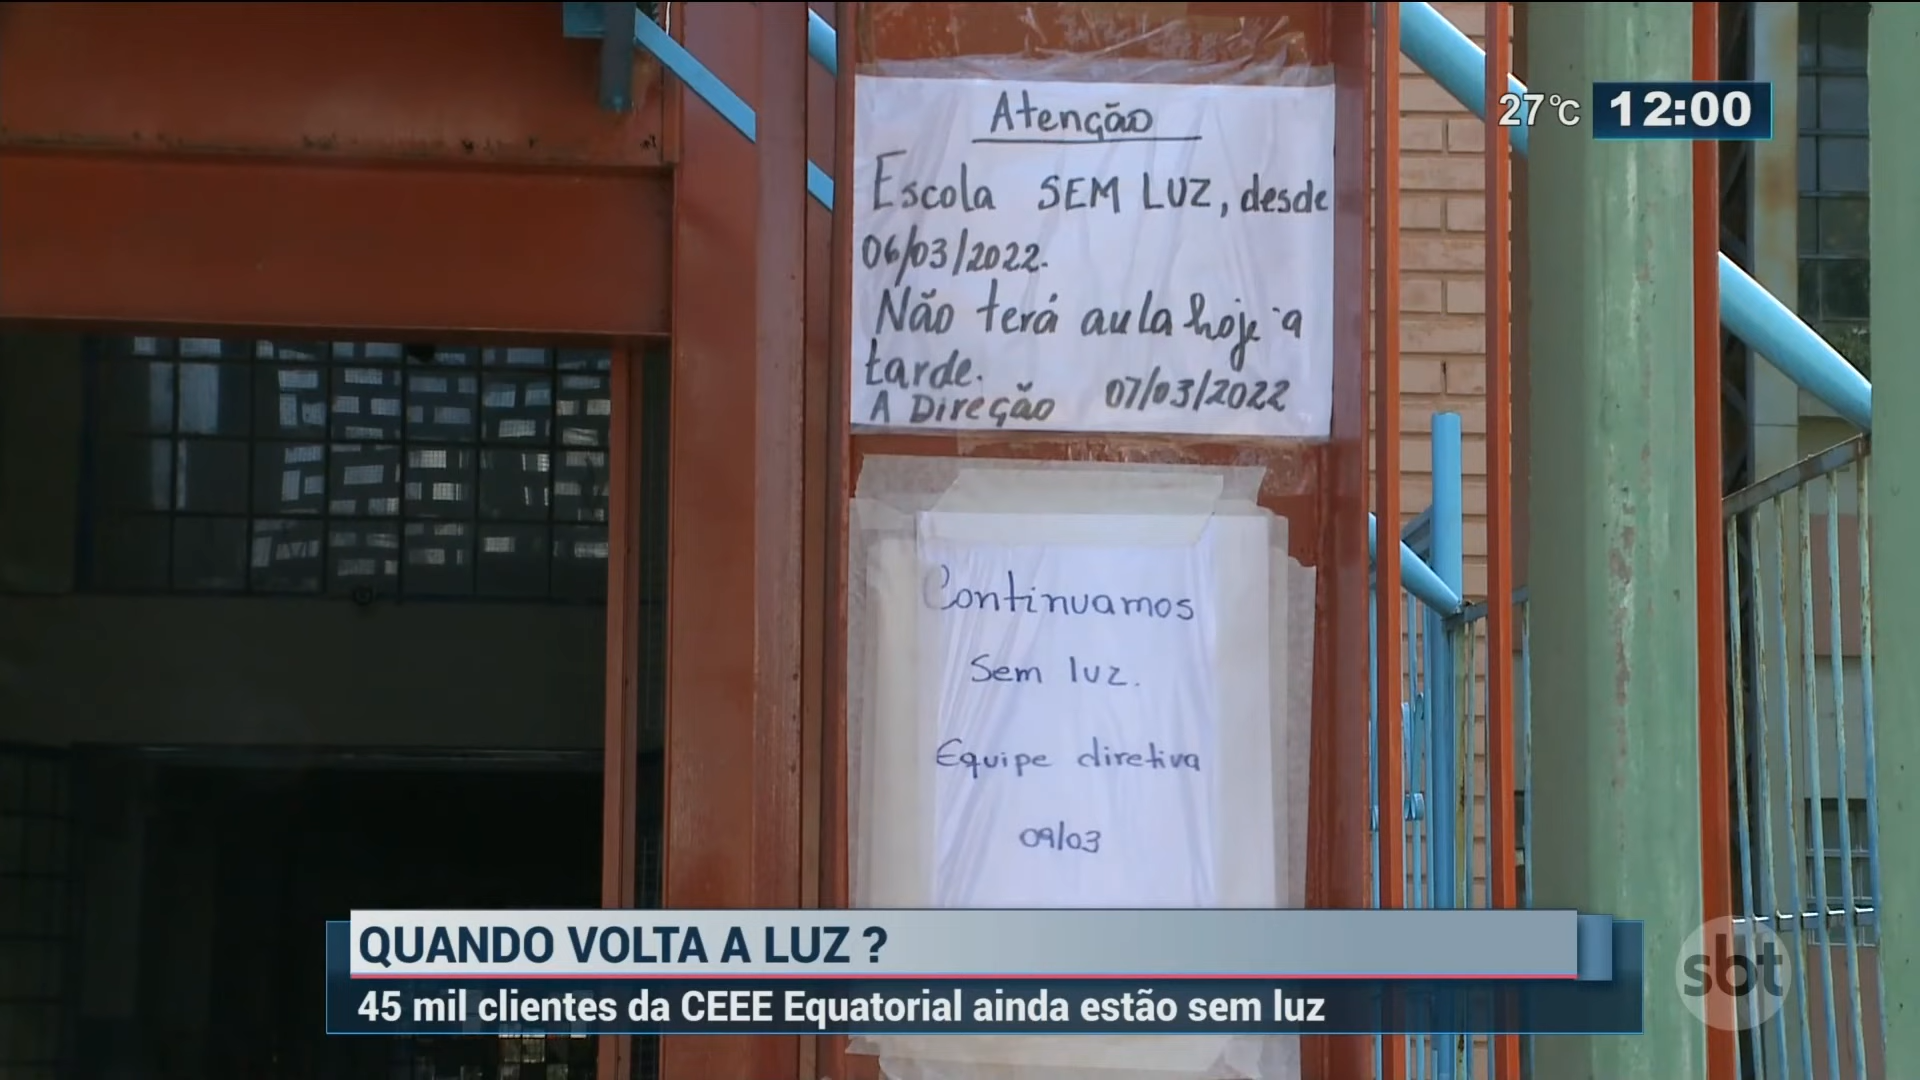 27°C 12:00
Atenção
Escola SEM LUZ, desde
06/03/2022.
Não terá aula hoje a
tarde.
A Direção 07/03/2022
Continuamos
Sem luz.
Equipe diretiva
09/03
QUANDO VOLTA A LUZ ?
45 mil clientes da CEEE Equatorial ainda estão sem luz
sbt